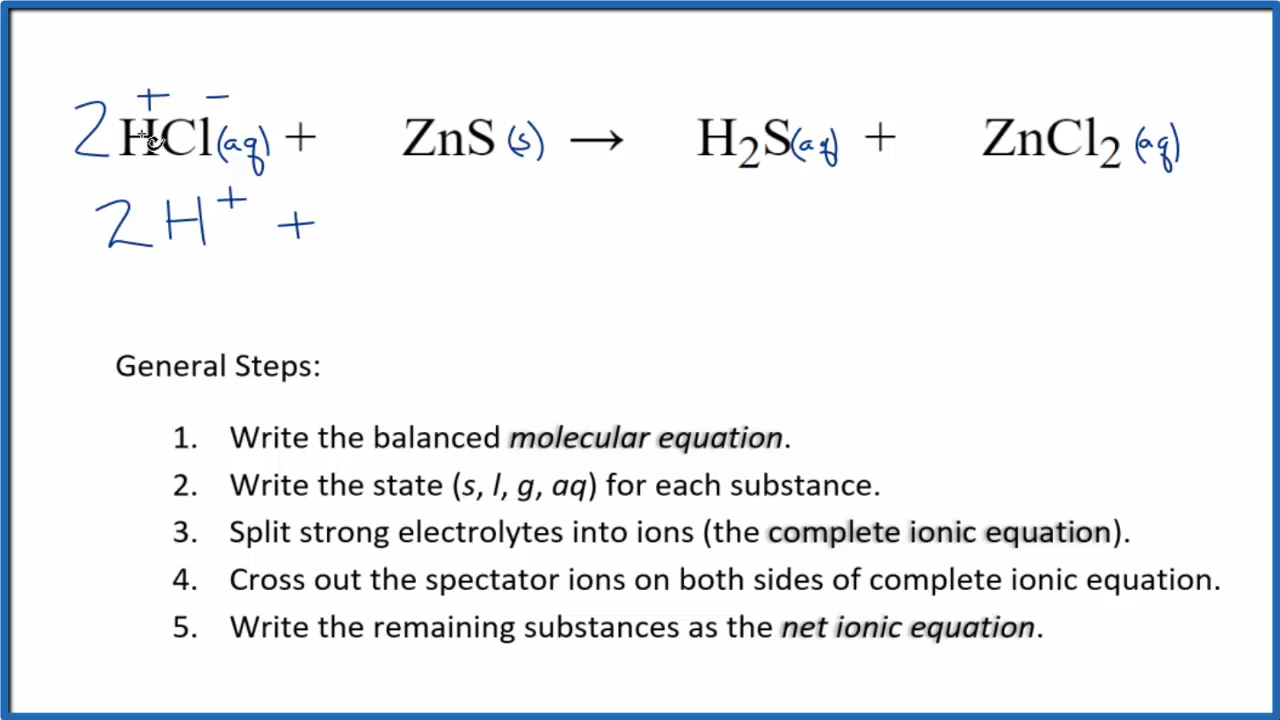 2HCl(aq) + ZnS(s) → H₂S(aq) + ZnCl₂(aq)
+ −
2H⁺ +
General Steps:
1. Write the balanced molecular equation.
2. Write the state (s, l, g, aq) for each substance.
3. Split strong electrolytes into ions (the complete ionic equation).
4. Cross out the spectator ions on both sides of complete ionic equation.
5. Write the remaining substances as the net ionic equation.